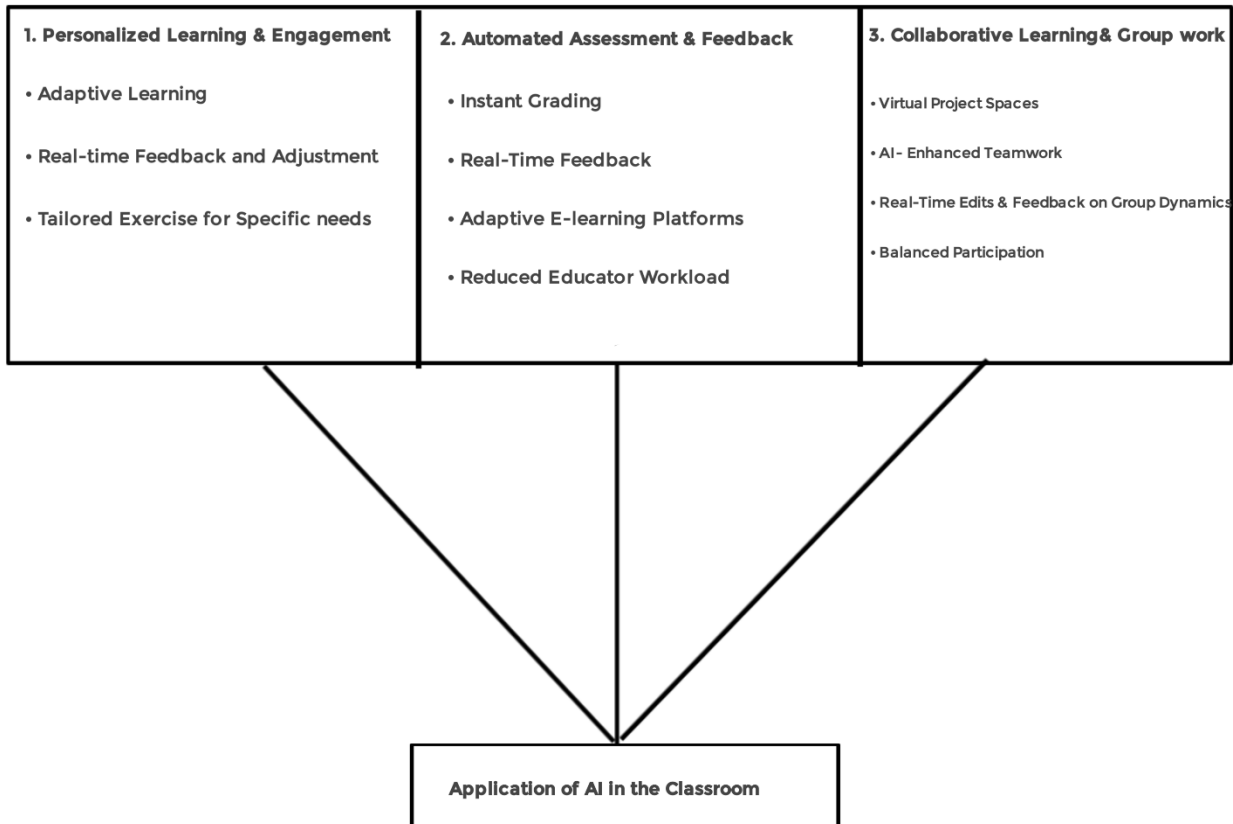 1. Personalized Learning & Engagement
• Adaptive Learning
• Real-time Feedback and Adjustment
• Tailored Exercise for Specific needs
2. Automated Assessment & Feedback
• Instant Grading
• Real-Time Feedback
• Adaptive E-learning Platforms
• Reduced Educator Workload
3. Collaborative Learning& Group work
• Virtual Project Spaces
• AI- Enhanced Teamwork
• Real-Time Edits & Feedback on Group Dynamics
• Balanced Participation
Application of AI in the Classroom